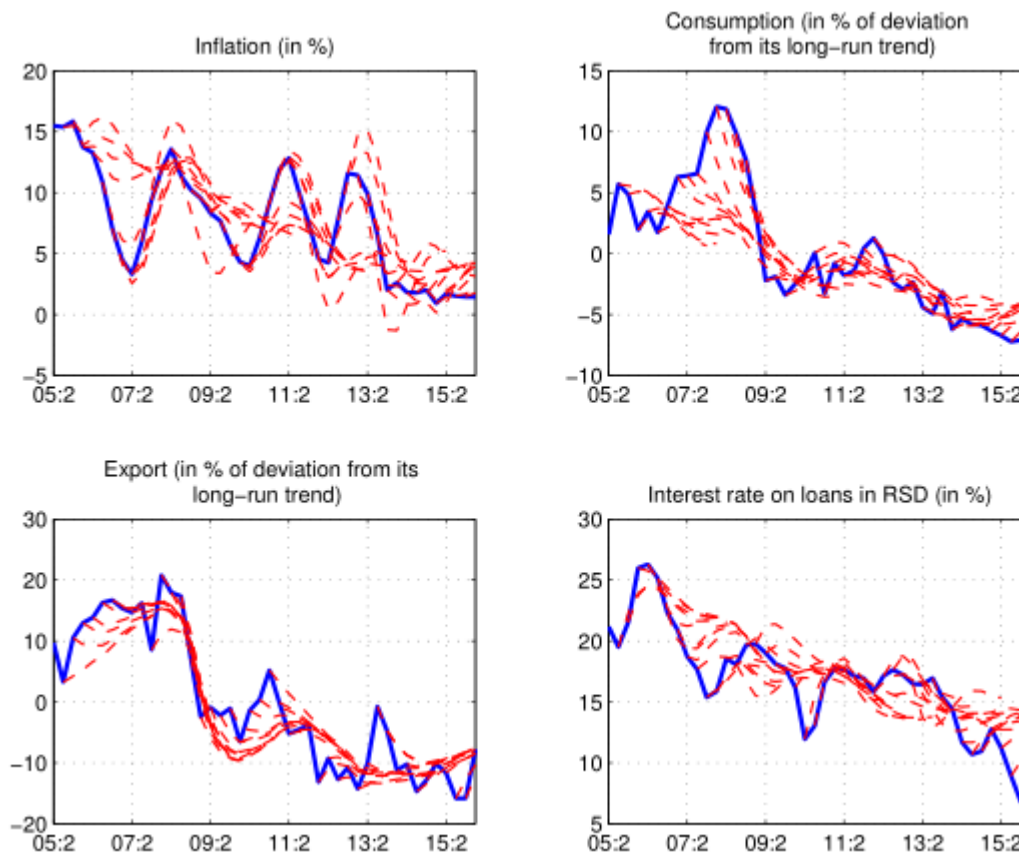 Inflation (in %)
20
15
10
5
0
−5
05:2 07:2 09:2 11:2 13:2 15:2
Consumption (in % of deviation
from its long−run trend)
15
10
5
0
−5
−10
05:2 07:2 09:2 11:2 13:2 15:2
Export (in % of deviation from its
long−run trend)
30
20
10
0
−10
−20
05:2 07:2 09:2 11:2 13:2 15:2
Interest rate on loans in RSD (in %)
30
25
20
15
10
5
05:2 07:2 09:2 11:2 13:2 15:2